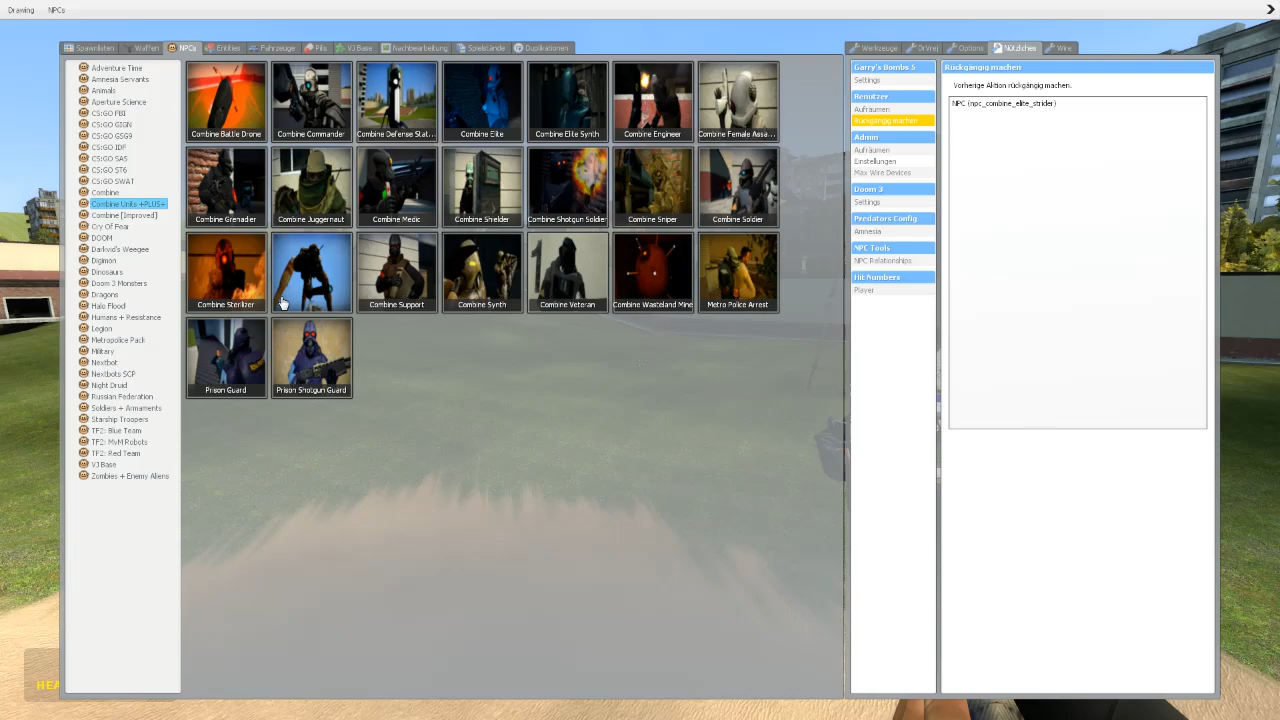 Drawing NPCs
Spawnlisten Waffen NPCs Entities Fahrzeuge Pills VJ Base Nachbearbeitung Spielstände Duplikationen
Werkzeuge DrVrej Options Nützliches Wire
Adventure Time
Amnesia Servants
Animals
Aperture Science
CS:GO FBI
CS:GO GIGN
CS:GO GSG9
CS:GO IDF
CS:GO SAS
CS:GO ST6
CS:GO SWAT
Combine
Combine Units +PLUS+
Combine [Improved]
Cry Of Fear
DOOM
Darkvid's Weegee
Digimon
Dinosaurs
Doom 3 Monsters
Dragons
Halo Flood
Humans + Resistance
Legion
Metropolice Pack
Military
Nextbot
Nextbots SCP
Night Druid
Russian Federation
Soldiers + Armaments
Starship Troopers
TF2: Blue Team
TF2: MvM Robots
TF2: Red Team
VJ Base
Zombies + Enemy Aliens
Combine Battle Drone Combine Commander Combine Defense Stat... Combine Elite Combine Elite Synth Combine Engineer Combine Female Assa...
Combine Grenadier Combine Juggernaut Combine Medic Combine Shielder Combine Shotgun Soldier Combine Sniper Combine Soldier
Combine Sterilizer Combine Support Combine Synth Combine Veteran Combine Wasteland Mine Metro Police Arrest
Prison Guard Prison Shotgun Guard
Garry's Bombs 5
Settings
Benutzer
Aufräumen
Rückgängig machen
Admin
Aufräumen
Einstellungen
Max Wire Devices
Doom 3
Settings
Predators Config
Amnesia
NPC Tools
NPC Relationships
Hit Numbers
Player
Rückgängig machen
Vorherige Aktion rückgängig machen.
NPC (npc_combine_elite_strider)
HEA